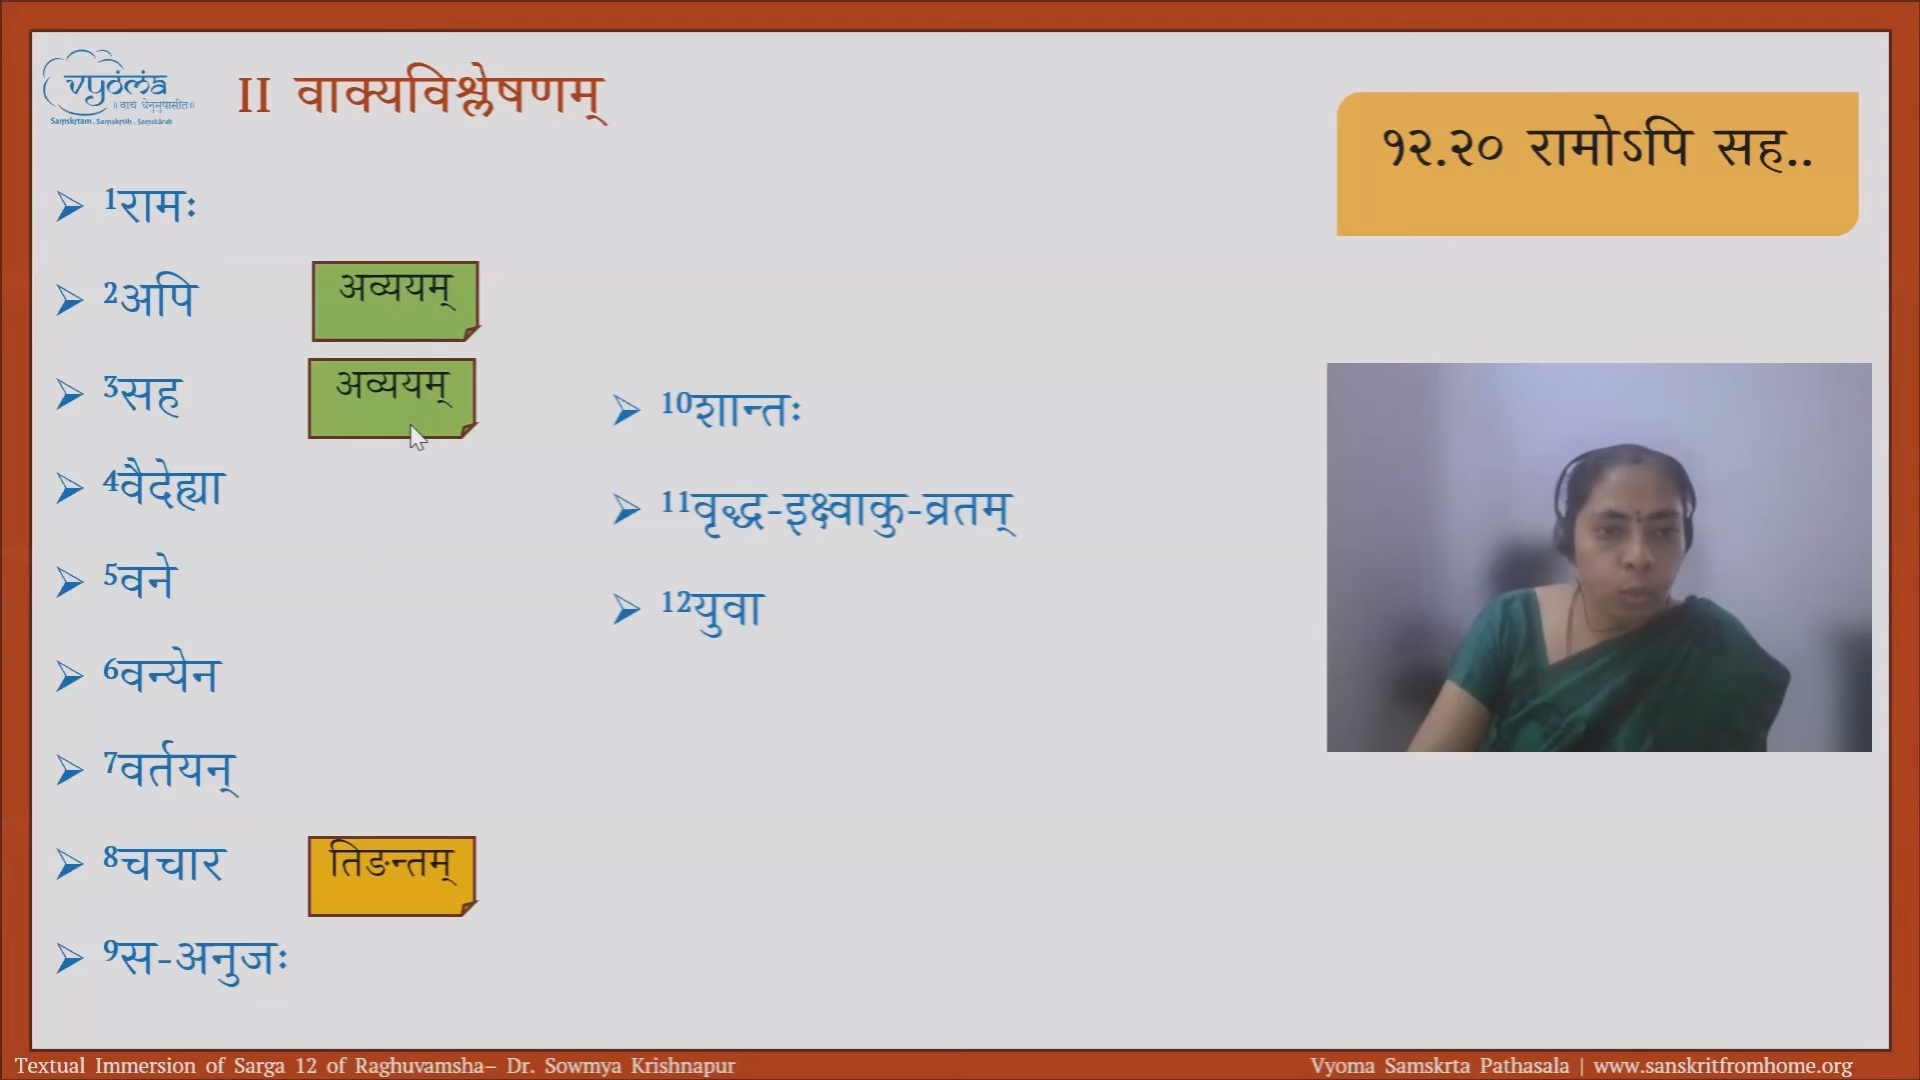 vyoma
॥ वाचं धेनुमुपासीत॥
Saṃskṛtam . Saṃskṛtiḥ . Saṃskāraḥ
II वाक्यविश्लेषणम्
१२.२० रामोऽपि सह..
➢ ¹रामः
➢ ²अपि
अव्ययम्
➢ ³सह
अव्ययम्
➢ ⁴वैदेह्या
➢ ⁵वने
➢ ⁶वन्येन
➢ ⁷वर्तयन्
➢ ⁸चचार
तिङन्तम्
➢ ⁹स-अनुजः
➢ ¹⁰शान्तः
➢ ¹¹वृद्ध-इक्ष्वाकु-व्रतम्
➢ ¹²युवा
Textual Immersion of Sarga 12 of Raghuvamsha– Dr. Sowmya Krishnapur
Vyoma Samskrta Pathasala | www.sanskritfromhome.org